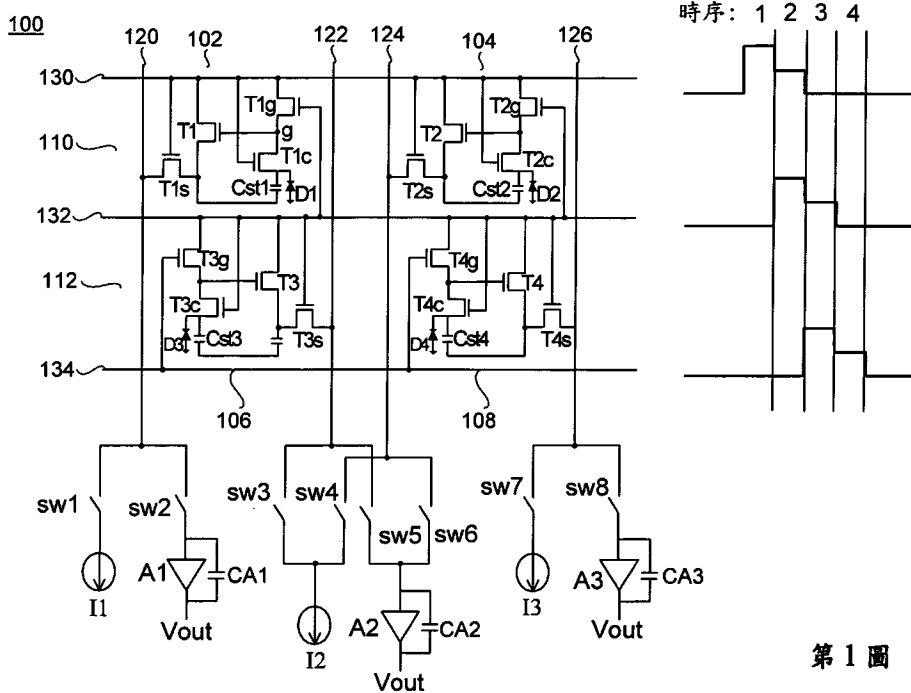 100
時序: 1 2 3 4
120 102 122 124 104 126
130
T1g T2g
T1 g T2
110
T1c T2c
T1s Cst1 D1 T2s Cst2 D2
132
T3g T3 T4g T4
112
T3c T4c
D3 Cst3 T3s D4 Cst4 T4s
134
106 108
sw1 sw2 sw3 sw4 sw5 sw6 sw7 sw8
A1 CA1 A3 CA3
I1 I3
Vout I2 A2 CA2 Vout
Vout
第 1 圖